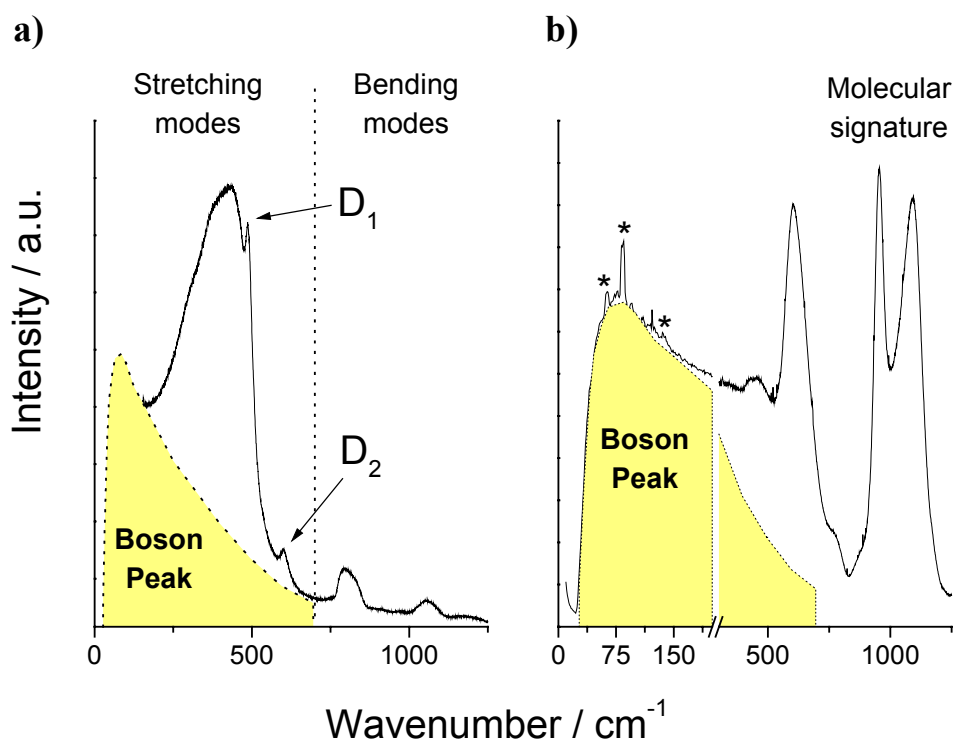 a)
Stretching modes
Bending modes
D1
D2
Boson
Peak
0
500
1000
b)
Molecular
signature
*
*
*
Boson
Peak
0
75
150
500
1000
Intensity / a.u.
Wavenumber / cm-1